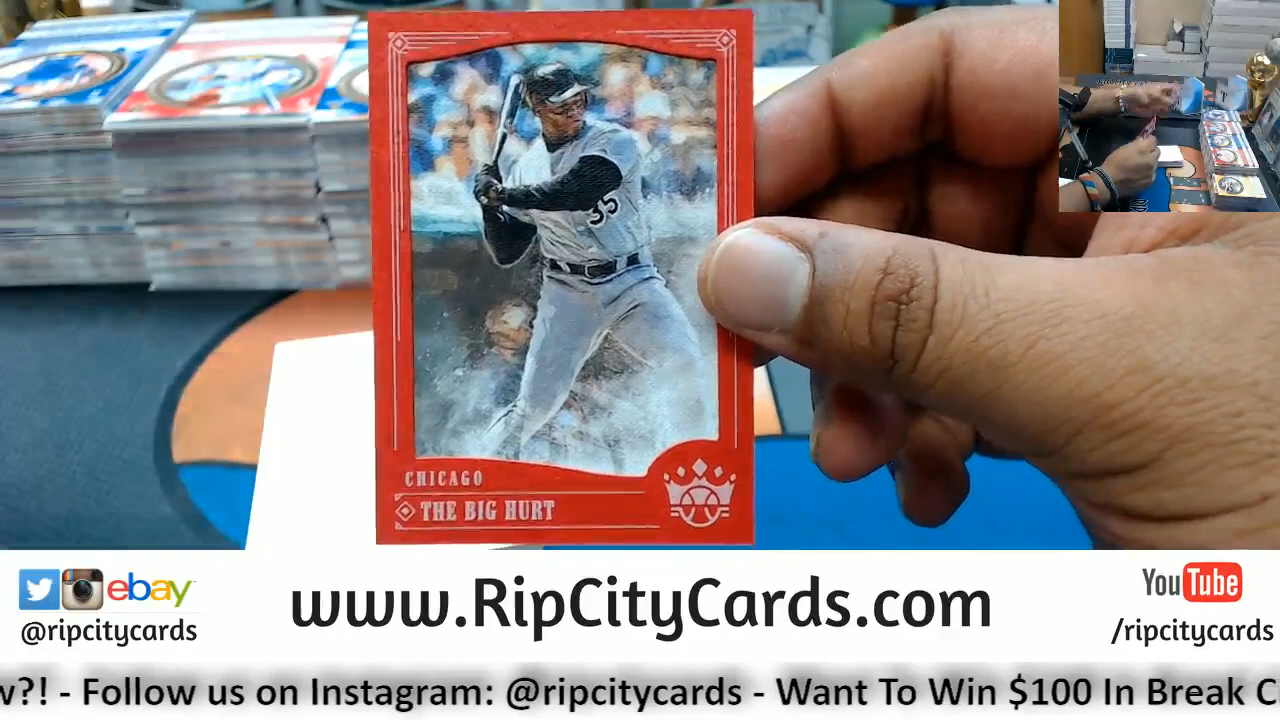 35
CHICAGO
THE BIG HURT
ebay
@ripcitycards
www.RipCityCards.com
YouTube
/ripcitycards
w?! - Follow us on Instagram: @ripcitycards - Want To Win $100 In Break C